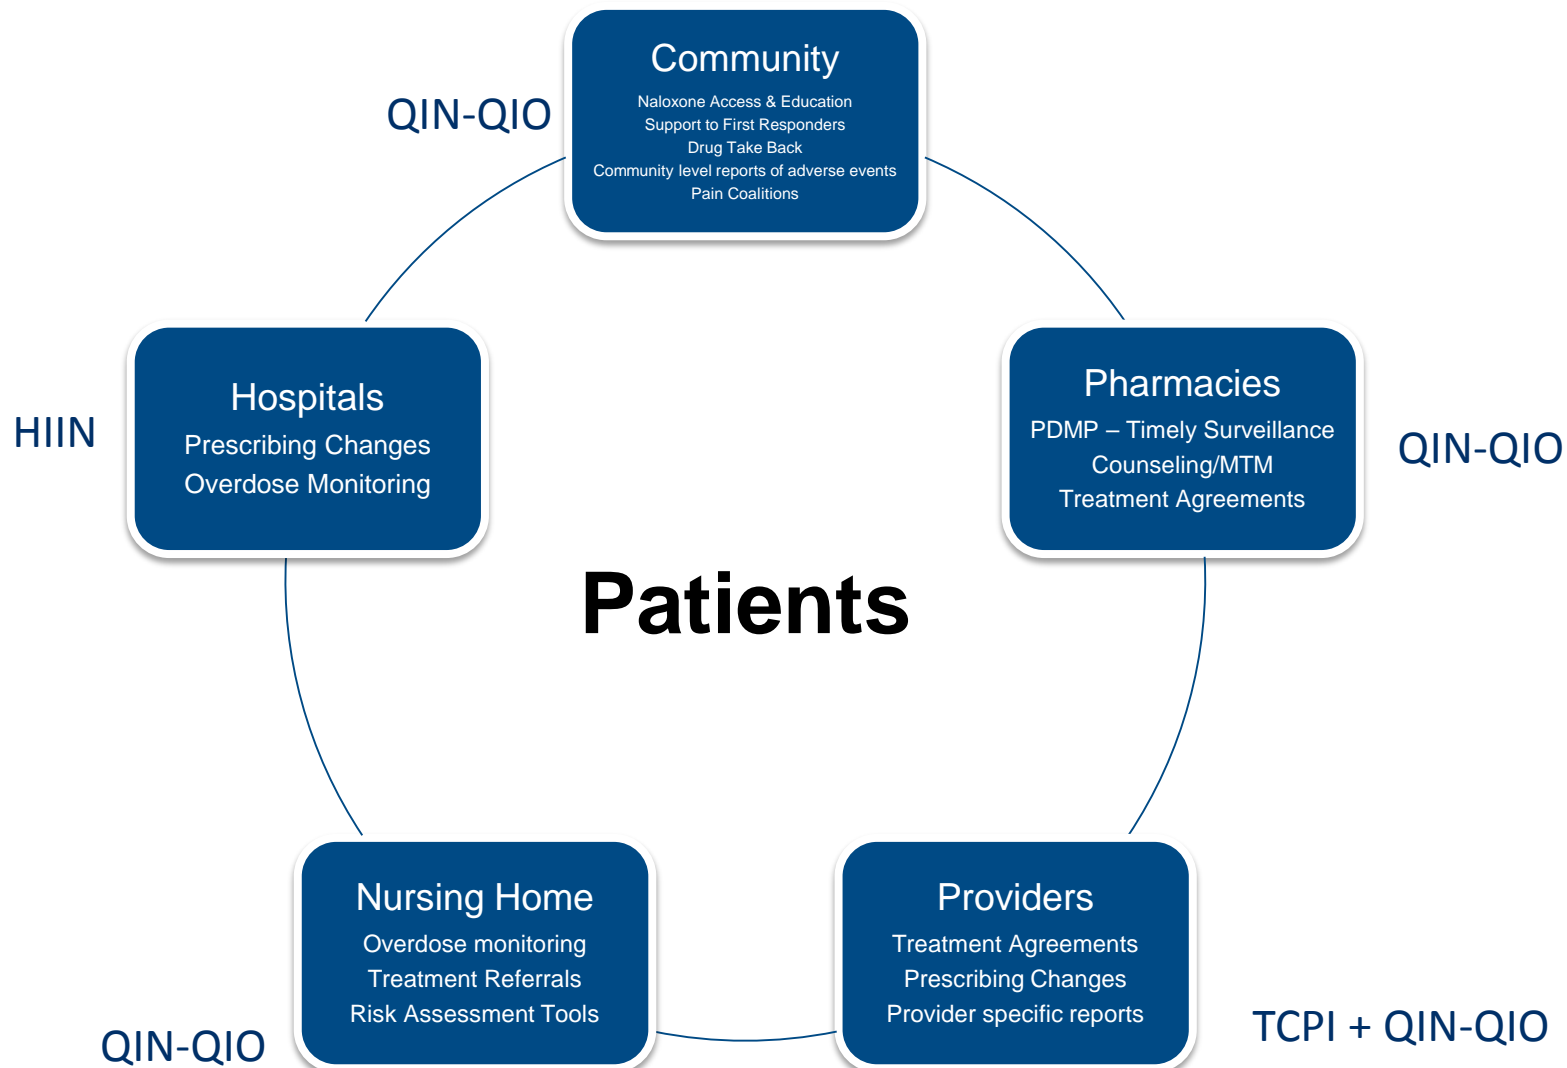 Community
Naloxone Access & Education
Support to First Responders
Drug Take Back
Community level reports of adverse events
Pain Coalitions
QIN-QIO
Hospitals
Prescribing Changes
Overdose Monitoring
HIIN
Pharmacies
PDMP – Timely Surveillance
Counseling/MTM
Treatment Agreements
QIN-QIO
Patients
Nursing Home
Overdose monitoring
Treatment Referrals
Risk Assessment Tools
QIN-QIO
Providers
Treatment Agreements
Prescribing Changes
Provider specific reports
TCPI + QIN-QIO